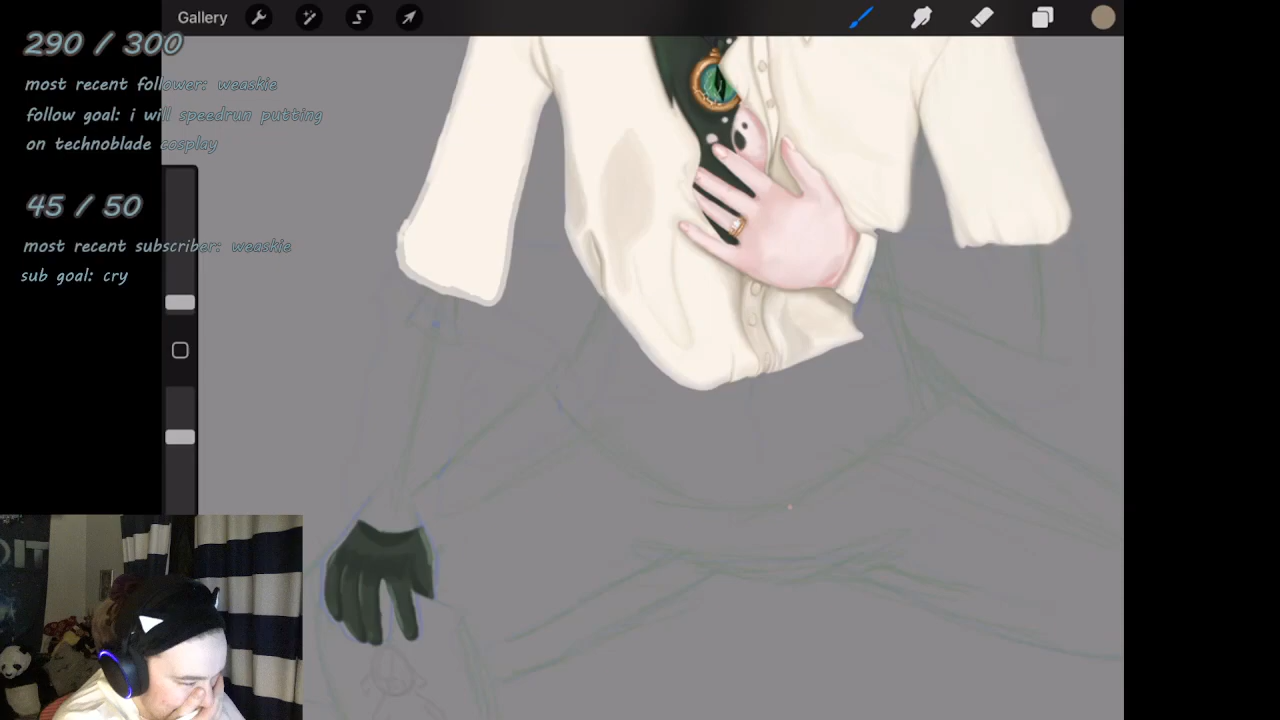 Gallery
290 / 300
most recent follower: weaskie
follow goal: i will speedrun putting
on technoblade cosplay
45 / 50
most recent subscriber: weaskie
sub goal: cry